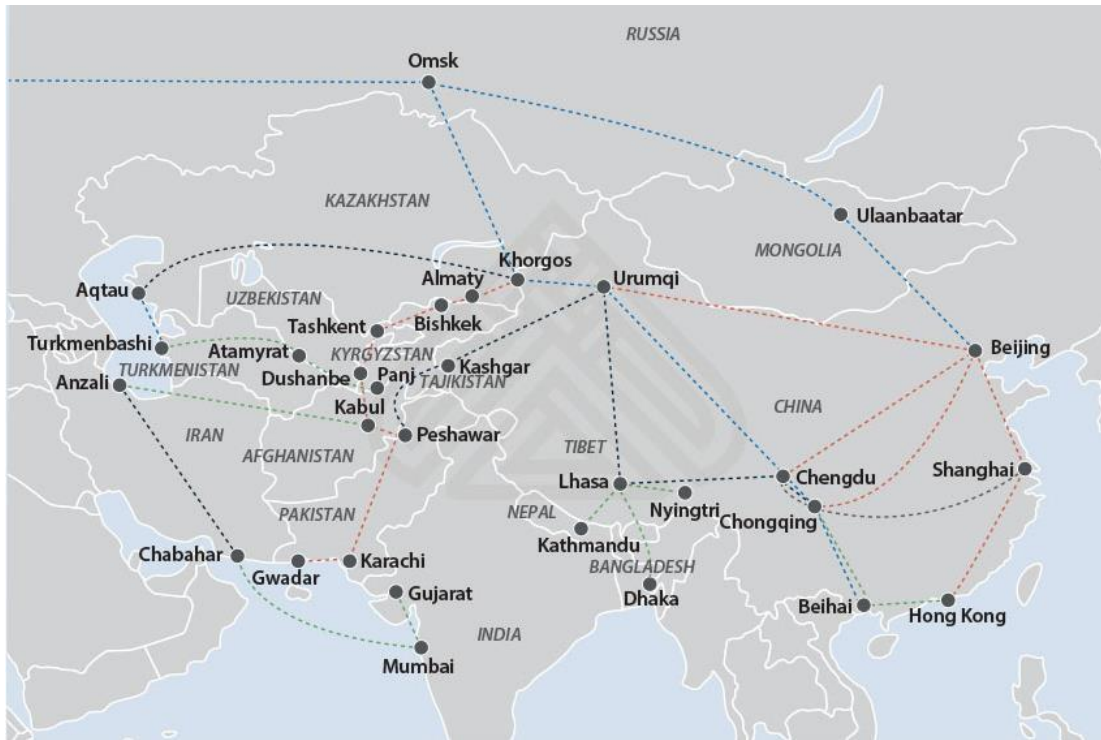 RUSSIA
Omsk
KAZAKHSTAN
Ulaanbaatar
MONGOLIA
Khorgos
Urumqi
Almaty
Aqtau
UZBEKISTAN
Bishkek
Tashkent
Turkmenbashi
Atamyrat
KYRGYZSTAN
Beijing
TURKMENISTAN
Dushanbe
Panj
Kashgar
TAJIKISTAN
Anzali
Kabul
CHINA
IRAN
Peshawar
AFGHANISTAN
TIBET
Shanghai
Lhasa
Chengdu
PAKISTAN
NEPAL
Nyingtri
Chongqing
Kathmandu
Chabahar
Karachi
BANGLADESH
Gwadar
Gujarat
Dhaka
Beihai
Hong Kong
INDIA
Mumbai